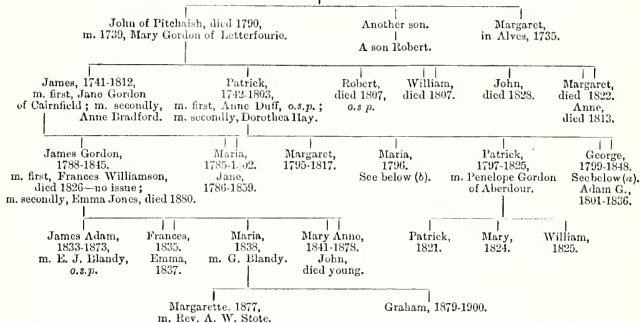 John of Pitchaish, died 1790,
m. 1739, Mary Gordon of Letterfourie.
Another son.
A son Robert.
Margaret,
in Alves, 1735.
James, 1741-1812,
m. first, Jane Gordon
of Cairnfield; m. secondly,
Anne Bradford.
Patrick,
1742-1803,
m. first, Anne Duff, o.s.p.;
m. secondly, Dorothea Hay.
Robert,
died 1807,
o.s p.
William,
died 1807.
John,
died 1828.
Margaret,
died 1822.
Anne,
died 1813.
James Gordon,
1788-1845.
m. first, Frances Williamson,
died 1826—no issue;
m. secondly, Emma Jones, died 1880.
Maria,
Jane,
1786-1859.
Margaret,
1795-1817.
Maria,
1796.
See below (b).
Patrick,
1797-1825,
m. Penelope Gordon
of Aberdour.
George,
1799-1848.
See below (a).
Adam G.,
1801-1836.
James Adam,
1833-1873,
m. E. J. Blandy,
o.s.p.
Frances,
1835.
Emma,
1837.
Maria,
1838,
m. G. Blandy.
Mary Anno,
1841-1878.
John,
died young.
Patrick,
1821.
Mary,
1824.
William,
1825.
Margarette, 1877,
m. Rev. A. W. Stote.
Graham, 1879-1900.